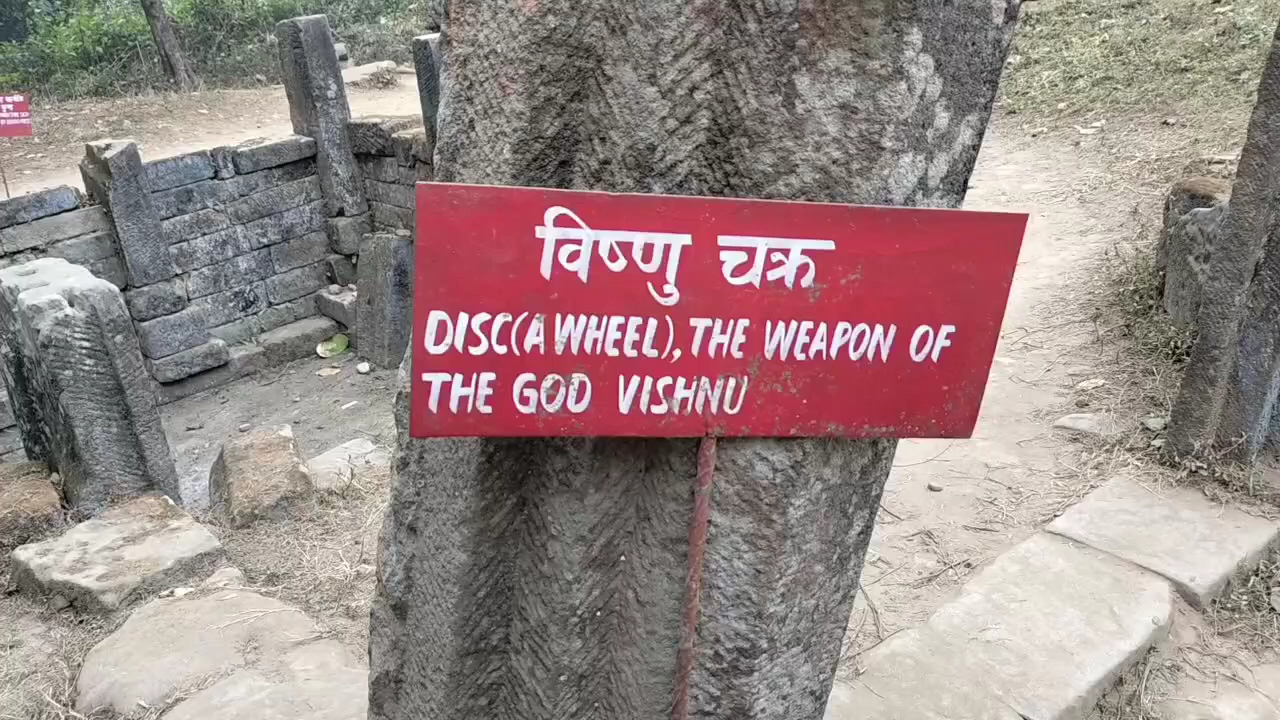 विष्णु चक्र
DISC(A WHEEL), THE WEAPON OF
THE GOD VISHNU